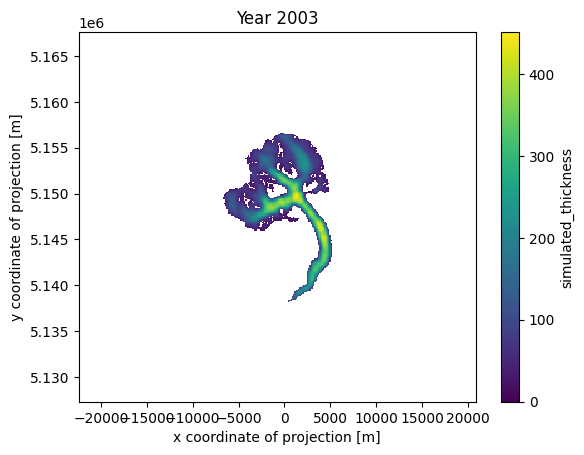 Year 2003
1e6
5.165
5.160
5.155
5.150
5.145
5.140
5.135
5.130
y coordinate of projection [m]
−20000 −15000 −10000 −5000 0 5000 10000 15000 20000
x coordinate of projection [m]
400
300
200
100
0
simulated_thickness